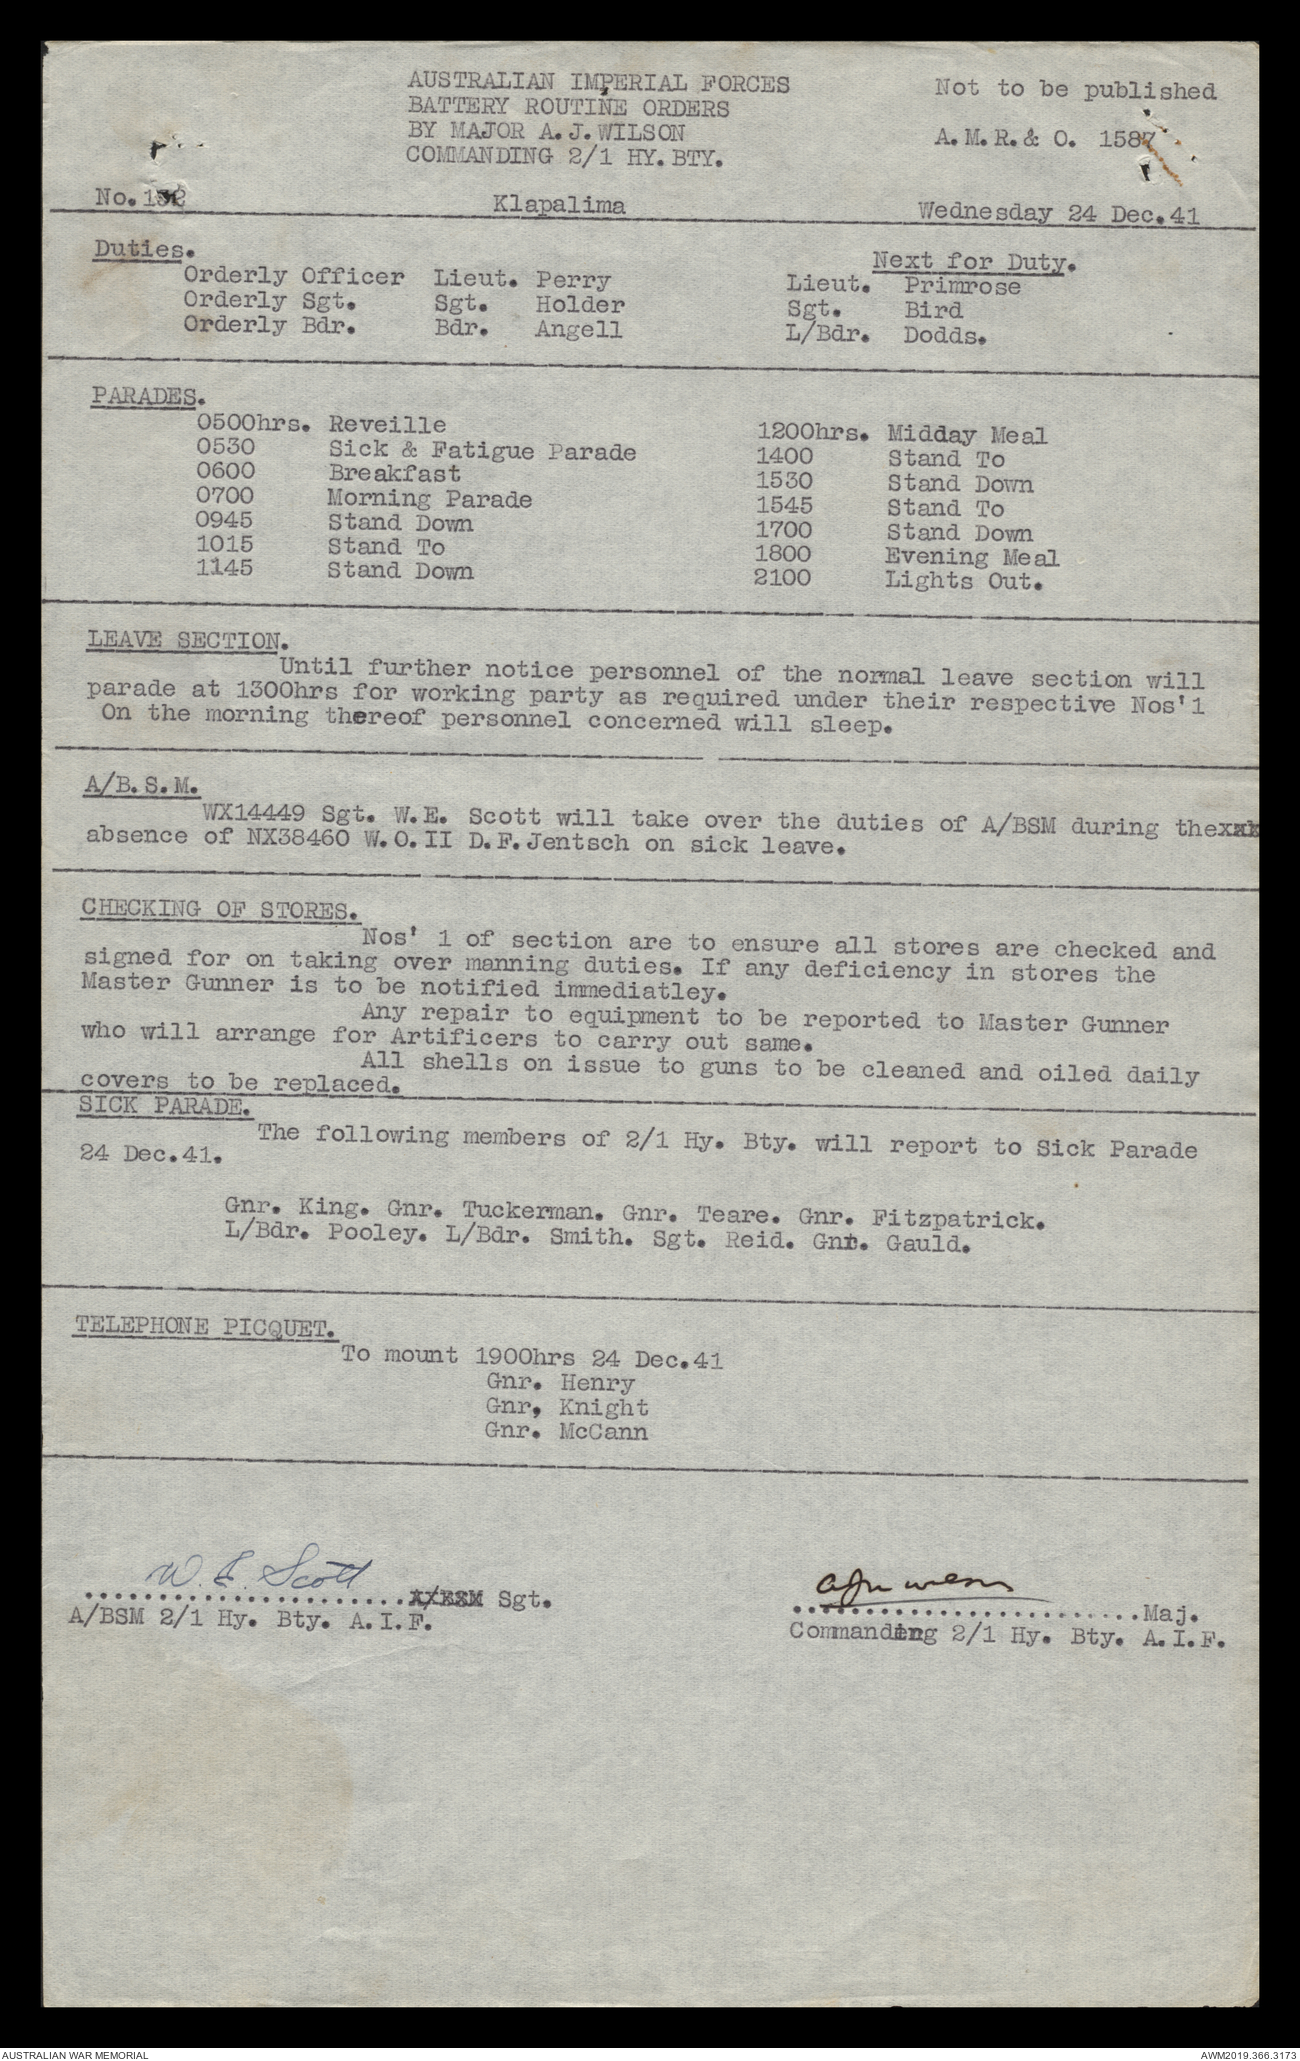 AUSTRALIAN IMPERIAL FORCES
BATTERY ROUTINE ORDERS
BY MAJOR A.J.WILSON
COMMANDING 2/1 HY.BTY.
Not to be published
A.M.R.& O. 1587
No.132
Klapalima
Wednesday 24 Dec.41
Duties.
Orderly Officer Lieut. Perry
Orderly Sgt. Sgt. Holder
Orderly Bdr. Bdr. Angell
Next for Duty.
Lieut. Primrose
Sgt. Bird
L/Bdr. Dodds.
PARADES.
0500hrs. Reveille
0530 Sick & Fatigue Parade
0600 Breakfast
0700 Morning Parade
0945 Stand Down
1015 Stand To
1145 Stand Down
1200hrs. Midday Meal
1400 Stand To
1530 Stand Down
1545 Stand To
1700 Stand Down
1800 Evening Meal
2100 Lights Out.
LEAVE SECTION.
Until further notice personnel of the normal leave section will
parade at 1300hrs for working party as required under their respective Nos'1
On the morning thereof personnel concerned will sleep.
A/B.S.M.
WX14449 Sgt. W.E. Scott will take over the duties of A/BSM during the
absence of NX38460 W.O.II D.F.Jentsch on sick leave.
CHECKING OF STORES.
Nos' 1 of section are to ensure all stores are checked and
signed for on taking over manning duties. If any deficiency in stores the
Master Gunner is to be notified immediatley.
Any repair to equipment to be reported to Master Gunner
who will arrange for Artificers to carry out same.
All shells on issue to guns to be cleaned and oiled daily
covers to be replaced.
SICK PARADE.
The following members of 2/1 Hy. Bty. will report to Sick Parade
24 Dec.41.
Gnr. King. Gnr. Tuckerman. Gnr. Teare. Gnr. Fitzpatrick.
L/Bdr. Pooley. L/Bdr. Smith. Sgt. Reid. Gnr. Gauld.
TELEPHONE PICQUET.
To mount 1900hrs 24 Dec.41
Gnr. Henry
Gnr, Knight
Gnr. McCann
W. E. Scott
...................... Sgt.
A/BSM 2/1 Hy. Bty. A.I.F.
........................Maj.
Commanding 2/1 Hy. Bty. A.I.F.
AUSTRALIAN WAR MEMORIAL
AWM2019.366.3173